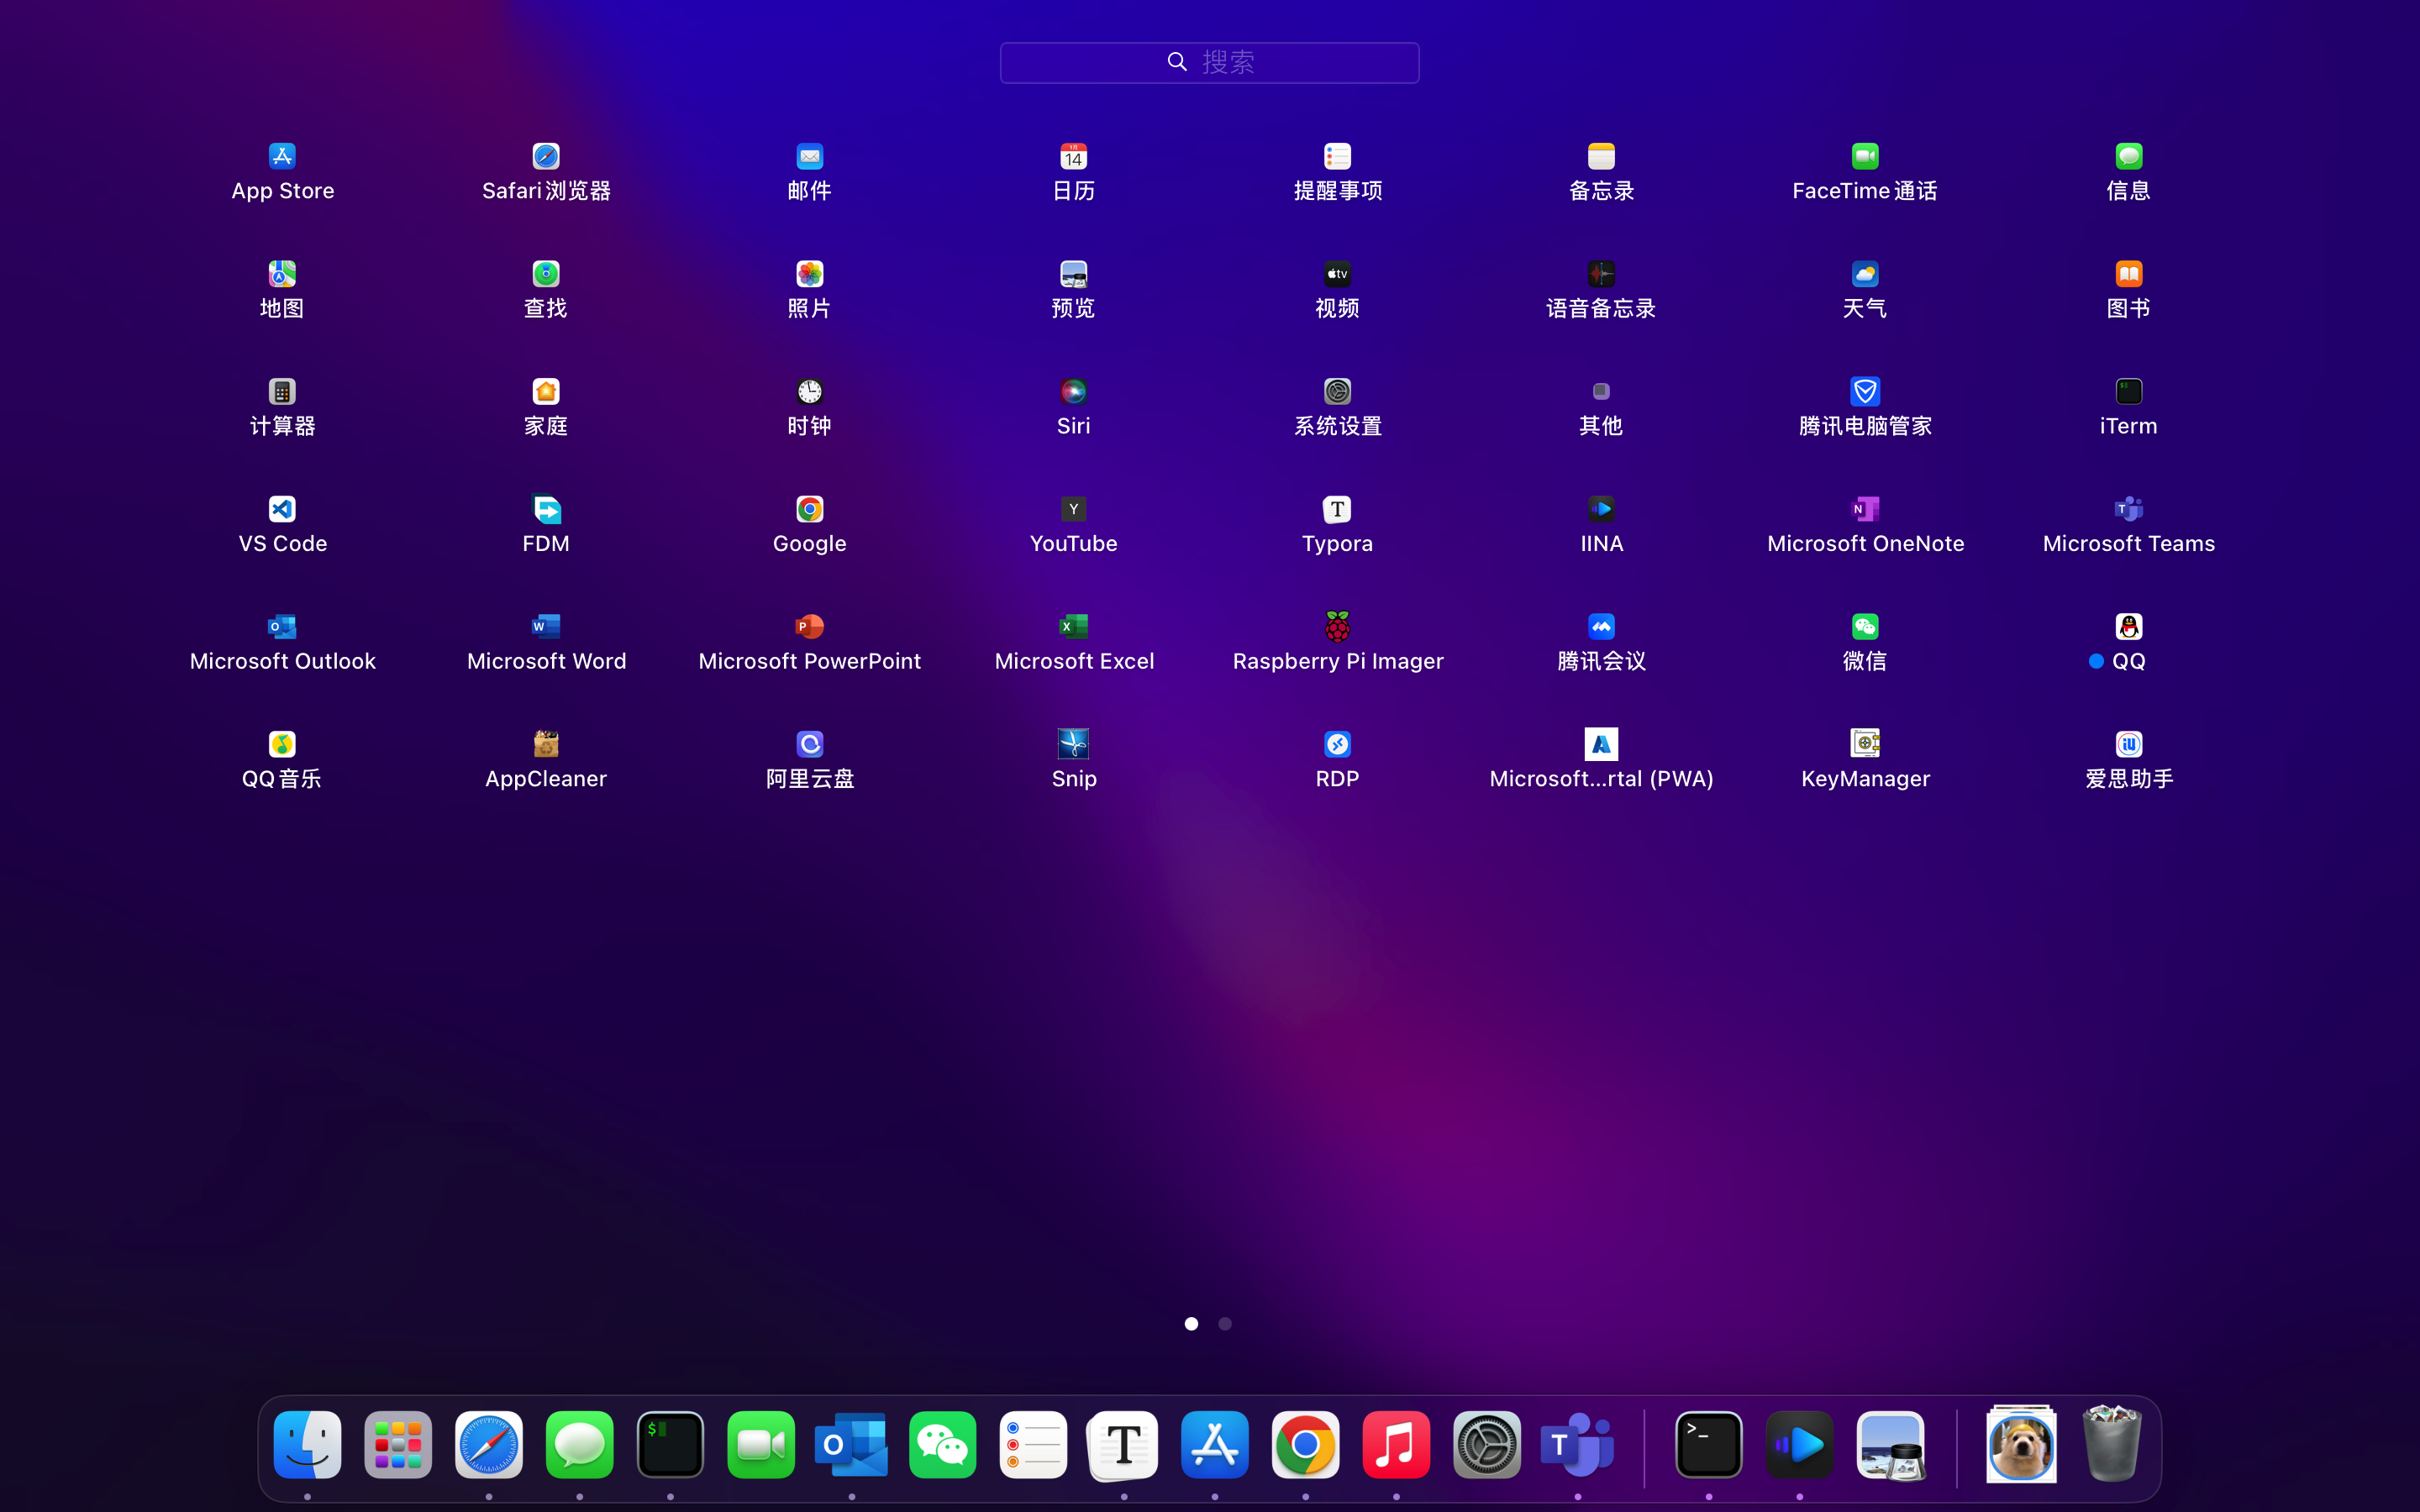 搜索
App Store
Safari浏览器
邮件
1月
14
日历
提醒事项
备忘录
FaceTime通话
信息
地图
查找
照片
预览
tv
视频
语音备忘录
天气
图书
计算器
家庭
时钟
Siri
系统设置
其他
腾讯电脑管家
$
iTerm
VS Code
FDM
Google
Y
YouTube
T
Typora
IINA
N
Microsoft OneNote
T
Microsoft Teams
O
Microsoft Outlook
W
Microsoft Word
P
Microsoft PowerPoint
X
Microsoft Excel
Raspberry Pi Imager
腾讯会议
微信
QQ
QQ音乐
AppCleaner
阿里云盘
Snip
RDP
Microsoft...rtal (PWA)
KeyManager
iU
爱思助手
$
O
T
T
>_